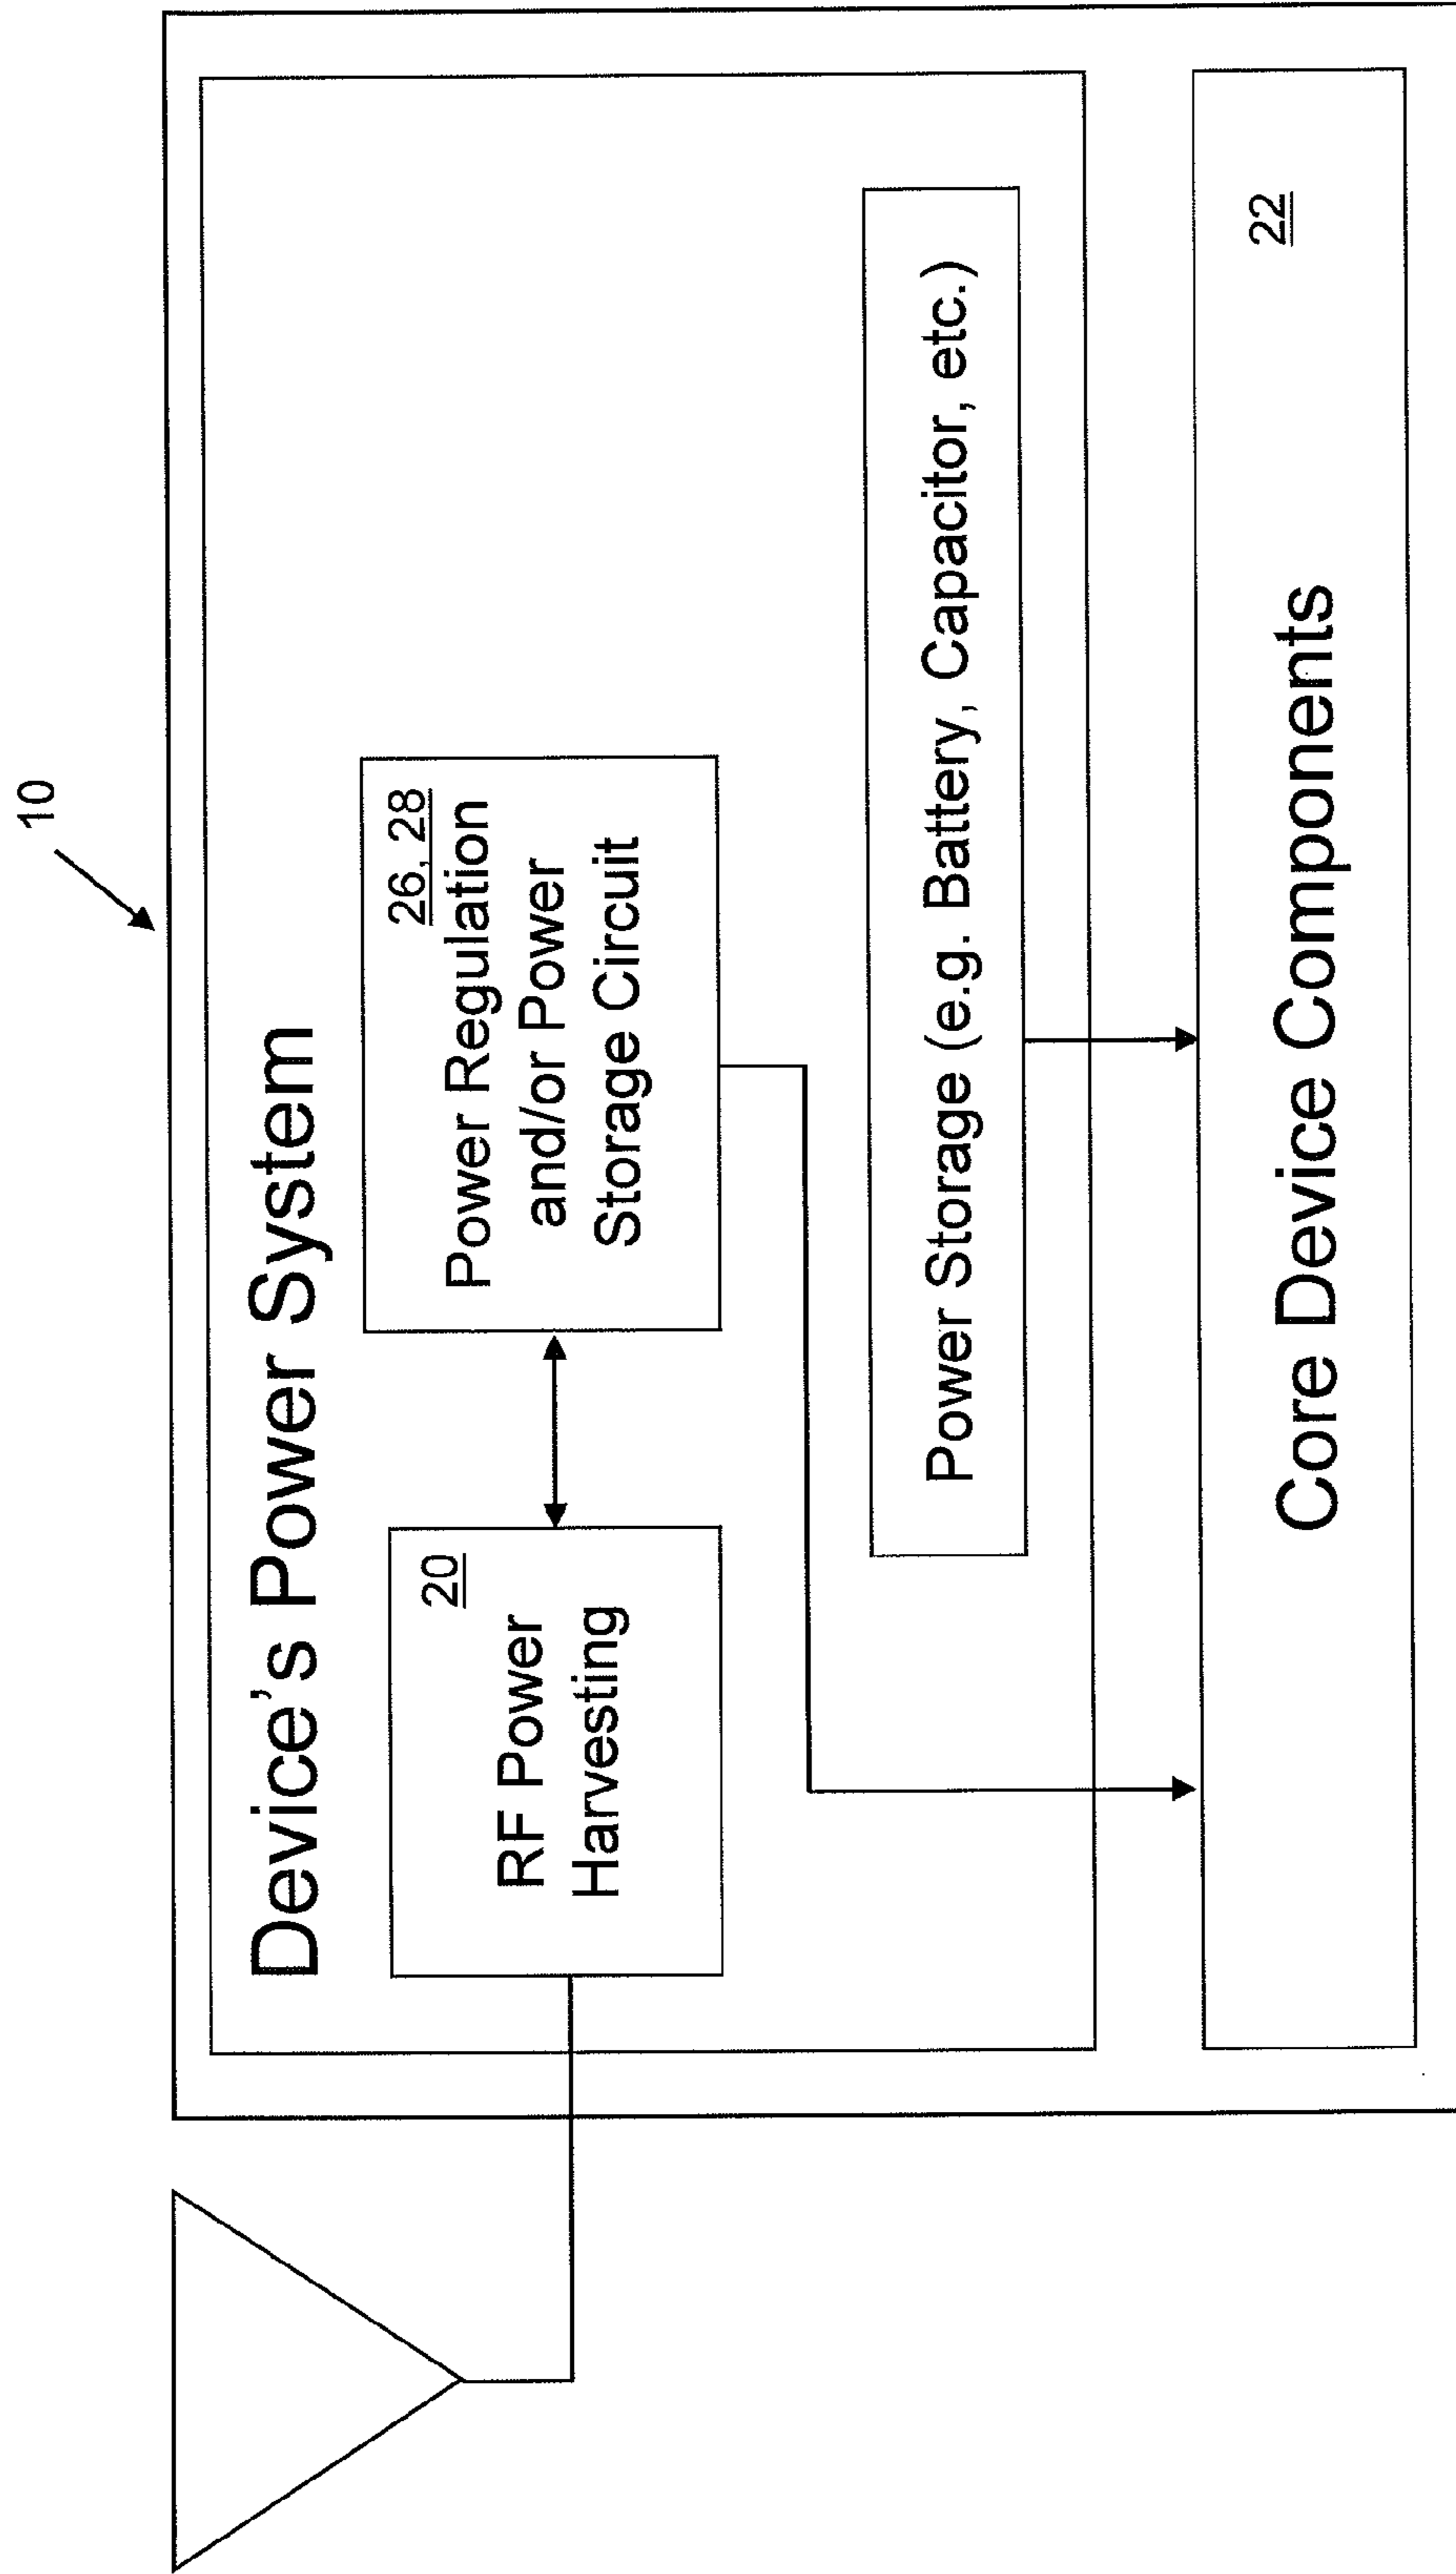 10
Device's Power System
20
RF Power
Harvesting
26, 28
Power Regulation
and/or Power
Storage Circuit
Power Storage (e.g. Battery, Capacitor, etc.)
22
Core Device Components